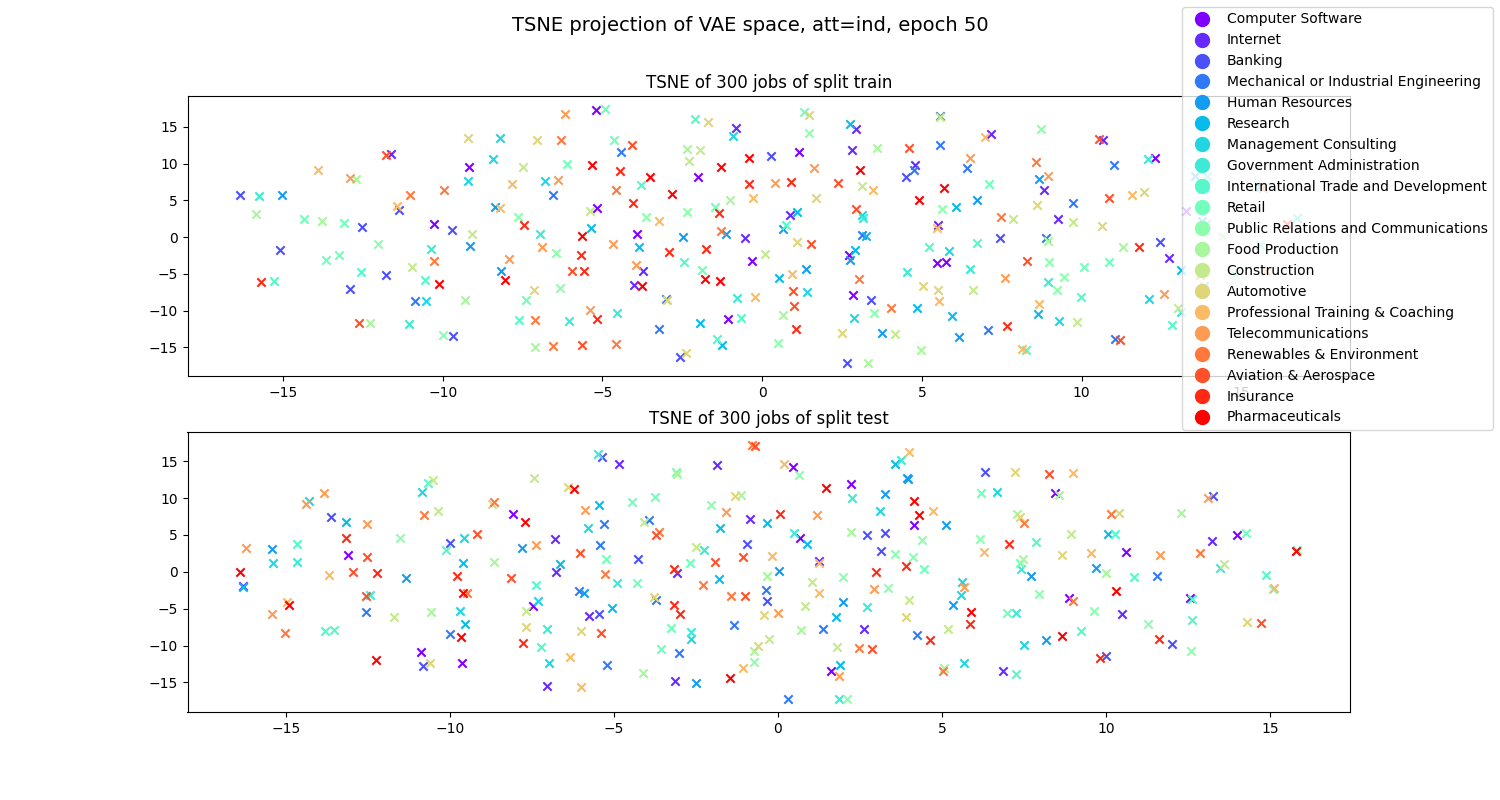 TSNE projection of VAE space, att=ind, epoch 50
TSNE of 300 jobs of split train
15
10
5
0
−5
−10
−15
−15
−10
−5
0
5
10
15
Computer Software
Internet
Banking
Mechanical or Industrial Engineering
Human Resources
Research
Management Consulting
Government Administration
International Trade and Development
Retail
Public Relations and Communications
Food Production
Construction
Automotive
Professional Training & Coaching
Telecommunications
Renewables & Environment
Aviation & Aerospace
Insurance
Pharmaceuticals
TSNE of 300 jobs of split test
15
10
5
0
−5
−10
−15
−15
−10
−5
0
5
10
15